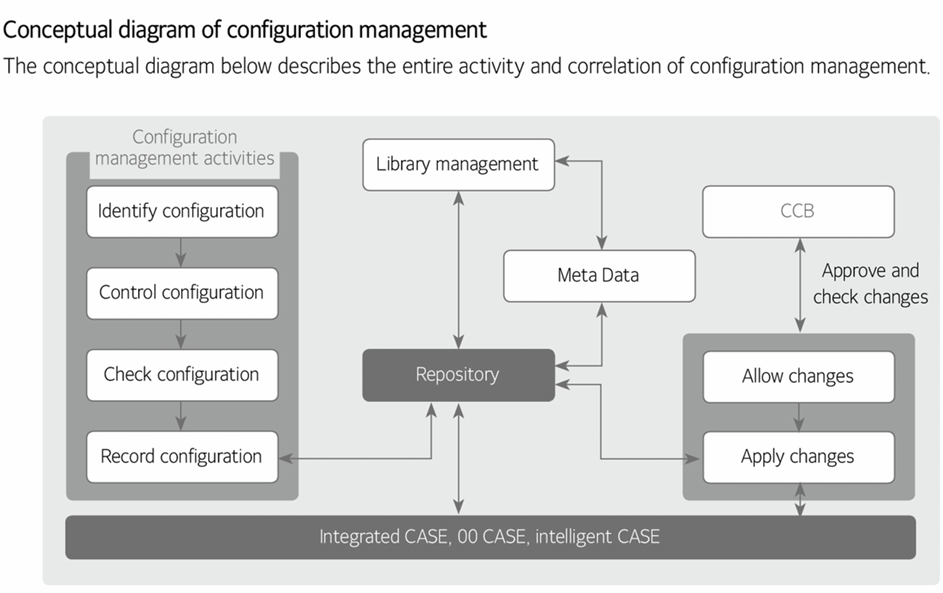 Conceptual diagram of configuration management
The conceptual diagram below describes the entire activity and correlation of configuration management.
Configuration
management activities
Identify configuration
Control configuration
Check configuration
Record configuration
Library management
Meta Data
Repository
CCB
Approve and
check changes
Allow changes
Apply changes
Integrated CASE, 00 CASE, intelligent CASE